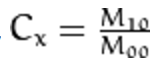 . Cₓ = M₁₀/M₀₀